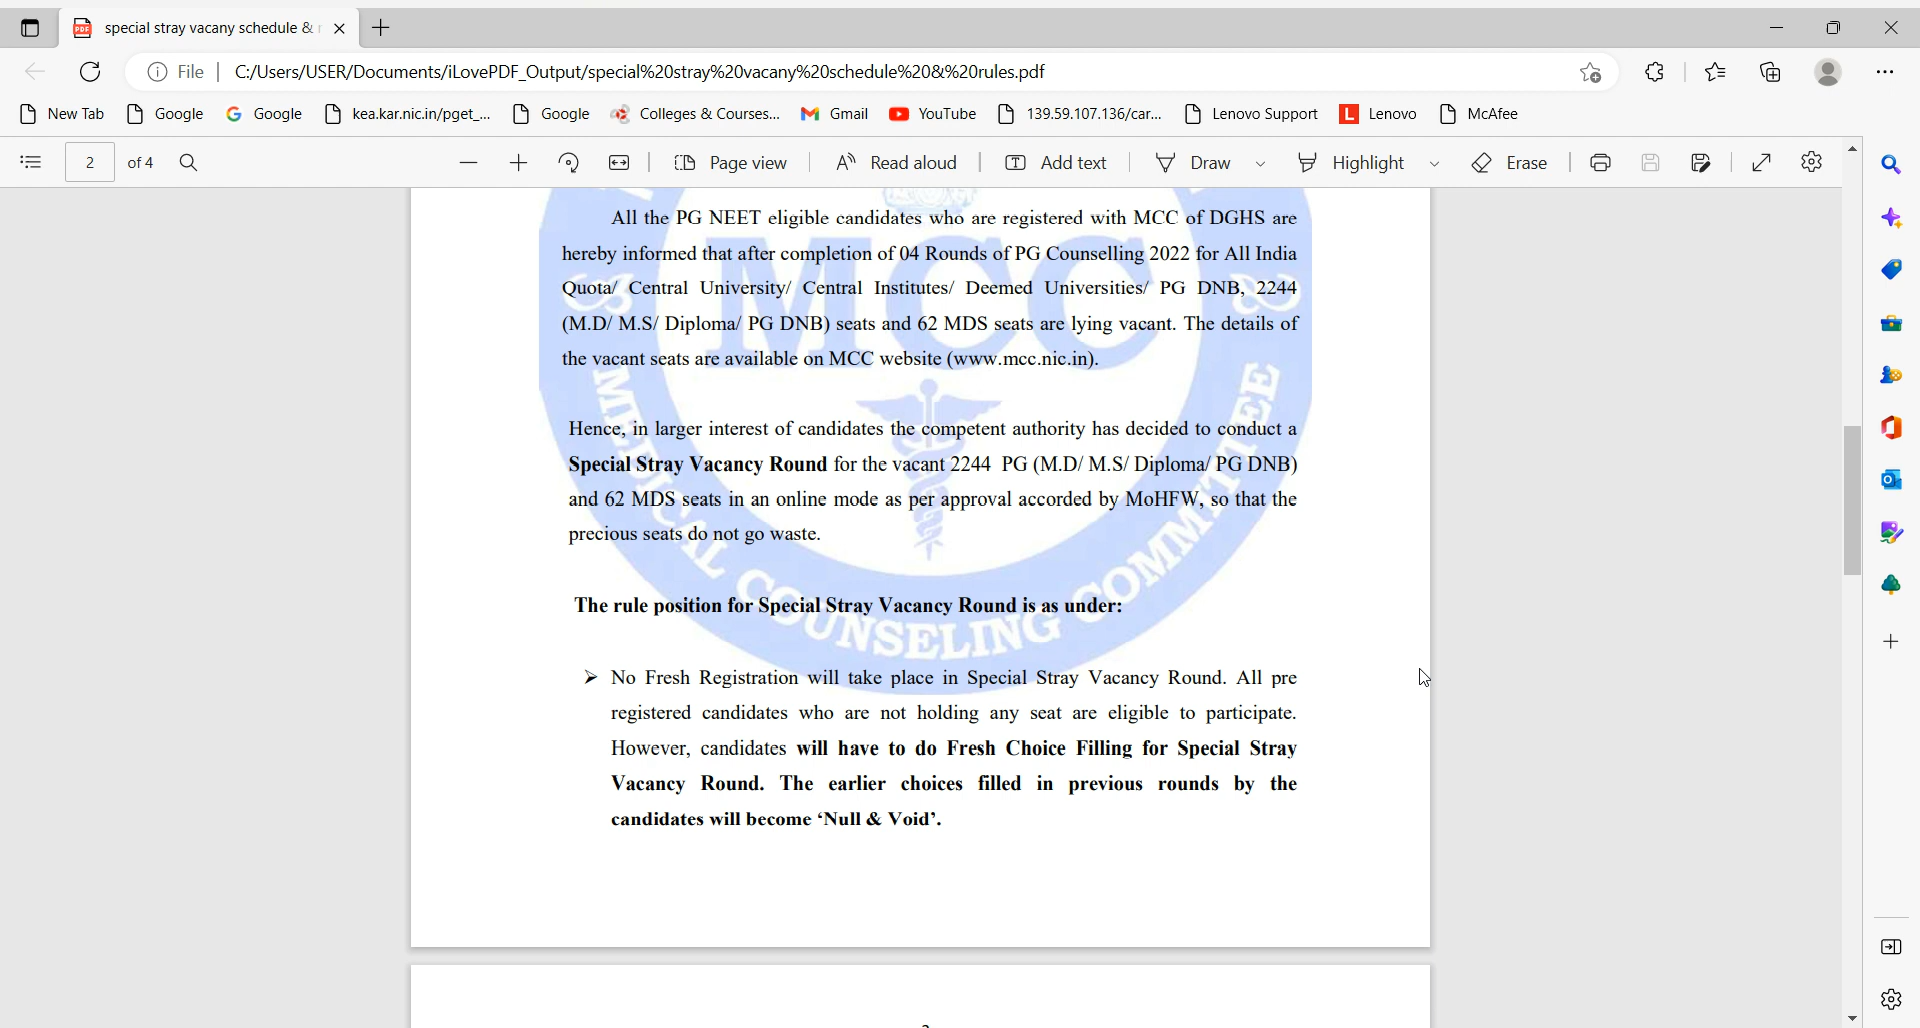 special stray vacany schedule &
File
C:/Users/USER/Documents/iLovePDF_Output/special%20stray%20vacany%20schedule%20&%20rules.pdf
New Tab
Google
Google
kea.kar.nic.in/pget_...
Google
Colleges & Courses...
Gmail
YouTube
139.59.107.136/car...
Lenovo Support
L Lenovo
McAfee
2 of 4
Page view
Read aloud
Add text
Draw
Highlight
Erase
All the PG NEET eligible candidates who are registered with MCC of DGHS are
hereby informed that after completion of 04 Rounds of PG Counselling 2022 for All India
Quota/ Central University/ Central Institutes/ Deemed Universities/ PG DNB, 2244
(M.D/ M.S/ Diploma/ PG DNB) seats and 62 MDS seats are lying vacant. The details of
the vacant seats are available on MCC website (www.mcc.nic.in).
Hence, in larger interest of candidates the competent authority has decided to conduct a
Special Stray Vacancy Round for the vacant 2244 PG (M.D/ M.S/ Diploma/ PG DNB)
and 62 MDS seats in an online mode as per approval accorded by MoHFW, so that the
precious seats do not go waste.
The rule position for Special Stray Vacancy Round is as under:
➢ No Fresh Registration will take place in Special Stray Vacancy Round. All pre
registered candidates who are not holding any seat are eligible to participate.
However, candidates will have to do Fresh Choice Filling for Special Stray
Vacancy Round. The earlier choices filled in previous rounds by the
candidates will become ‘Null & Void’.
MCC
MEDICAL COUNSELING COMMITTEE